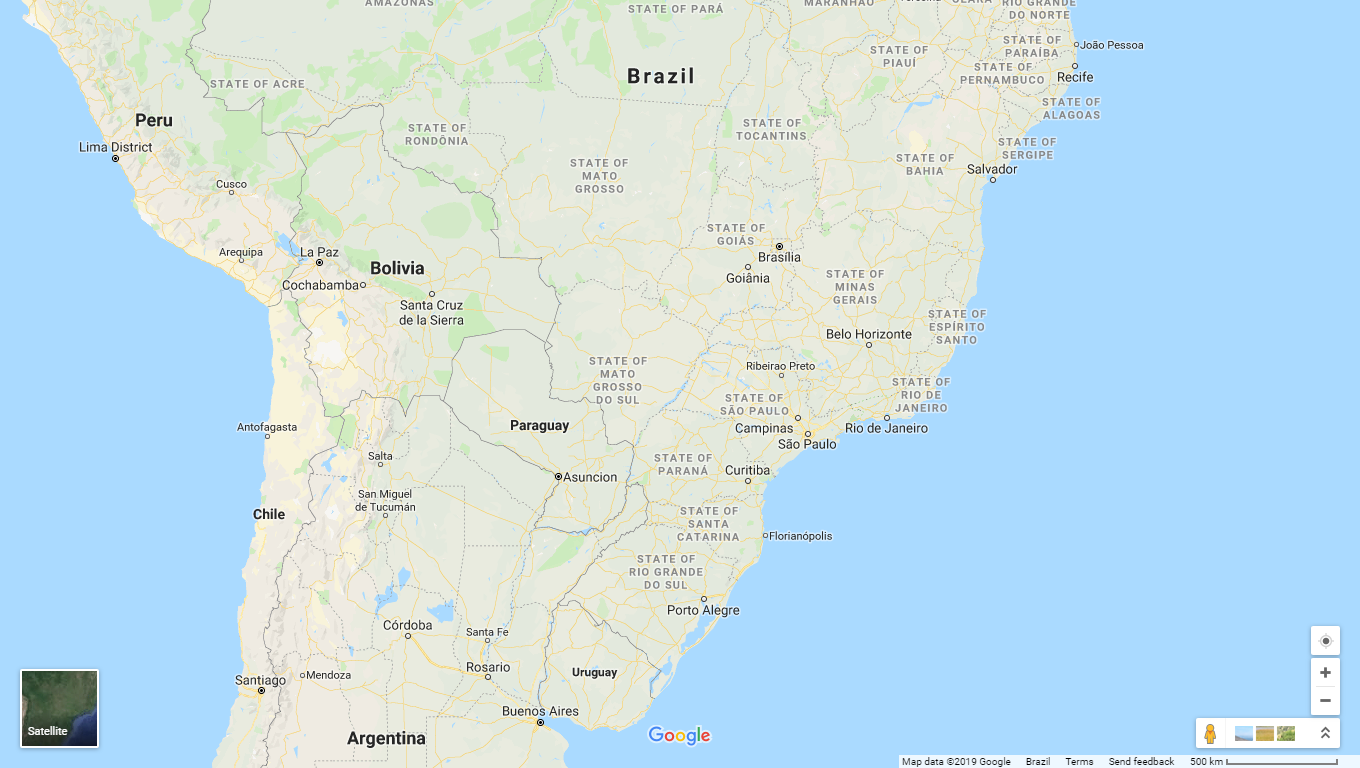 AMAZONAS
STATE OF PARÁ
MARANHÃO
CEARÁ
RIO GRANDE
DO NORTE
STATE OF
PARAÍBA
João Pessoa
STATE OF
PIAUÍ
STATE OF
PERNAMBUCO
Recife
Brazil
STATE OF ACRE
STATE OF
ALAGOAS
Peru
STATE OF
RONDÔNIA
STATE OF
TOCANTINS
Lima District
STATE OF
SERGIPE
STATE OF
MATO
GROSSO
STATE OF
BAHIA
Salvador
Cusco
STATE OF
GOIÁS
Arequipa
La Paz
Brasília
Bolivia
Goiânia
Cochabamba
STATE OF
MINAS
GERAIS
Santa Cruz
de la Sierra
STATE OF
ESPÍRITO
SANTO
Belo Horizonte
STATE OF
MATO
GROSSO
DO SUL
Ribeirao Preto
STATE OF
RIO DE
JANEIRO
STATE OF
SÃO PAULO
Antofagasta
Paraguay
Campinas
Rio de Janeiro
São Paulo
Salta
STATE OF
PARANÁ
Curitiba
Asuncion
San Miguel
de Tucumán
Chile
STATE OF
SANTA
CATARINA
Florianópolis
STATE OF
RIO GRANDE
DO SUL
Porto Alegre
Córdoba
Santa Fe
Rosario
Uruguay
Santiago
Mendoza
Buenos Aires
Argentina
Satellite
Google
Map data ©2019 Google Brazil Terms Send feedback 500 km